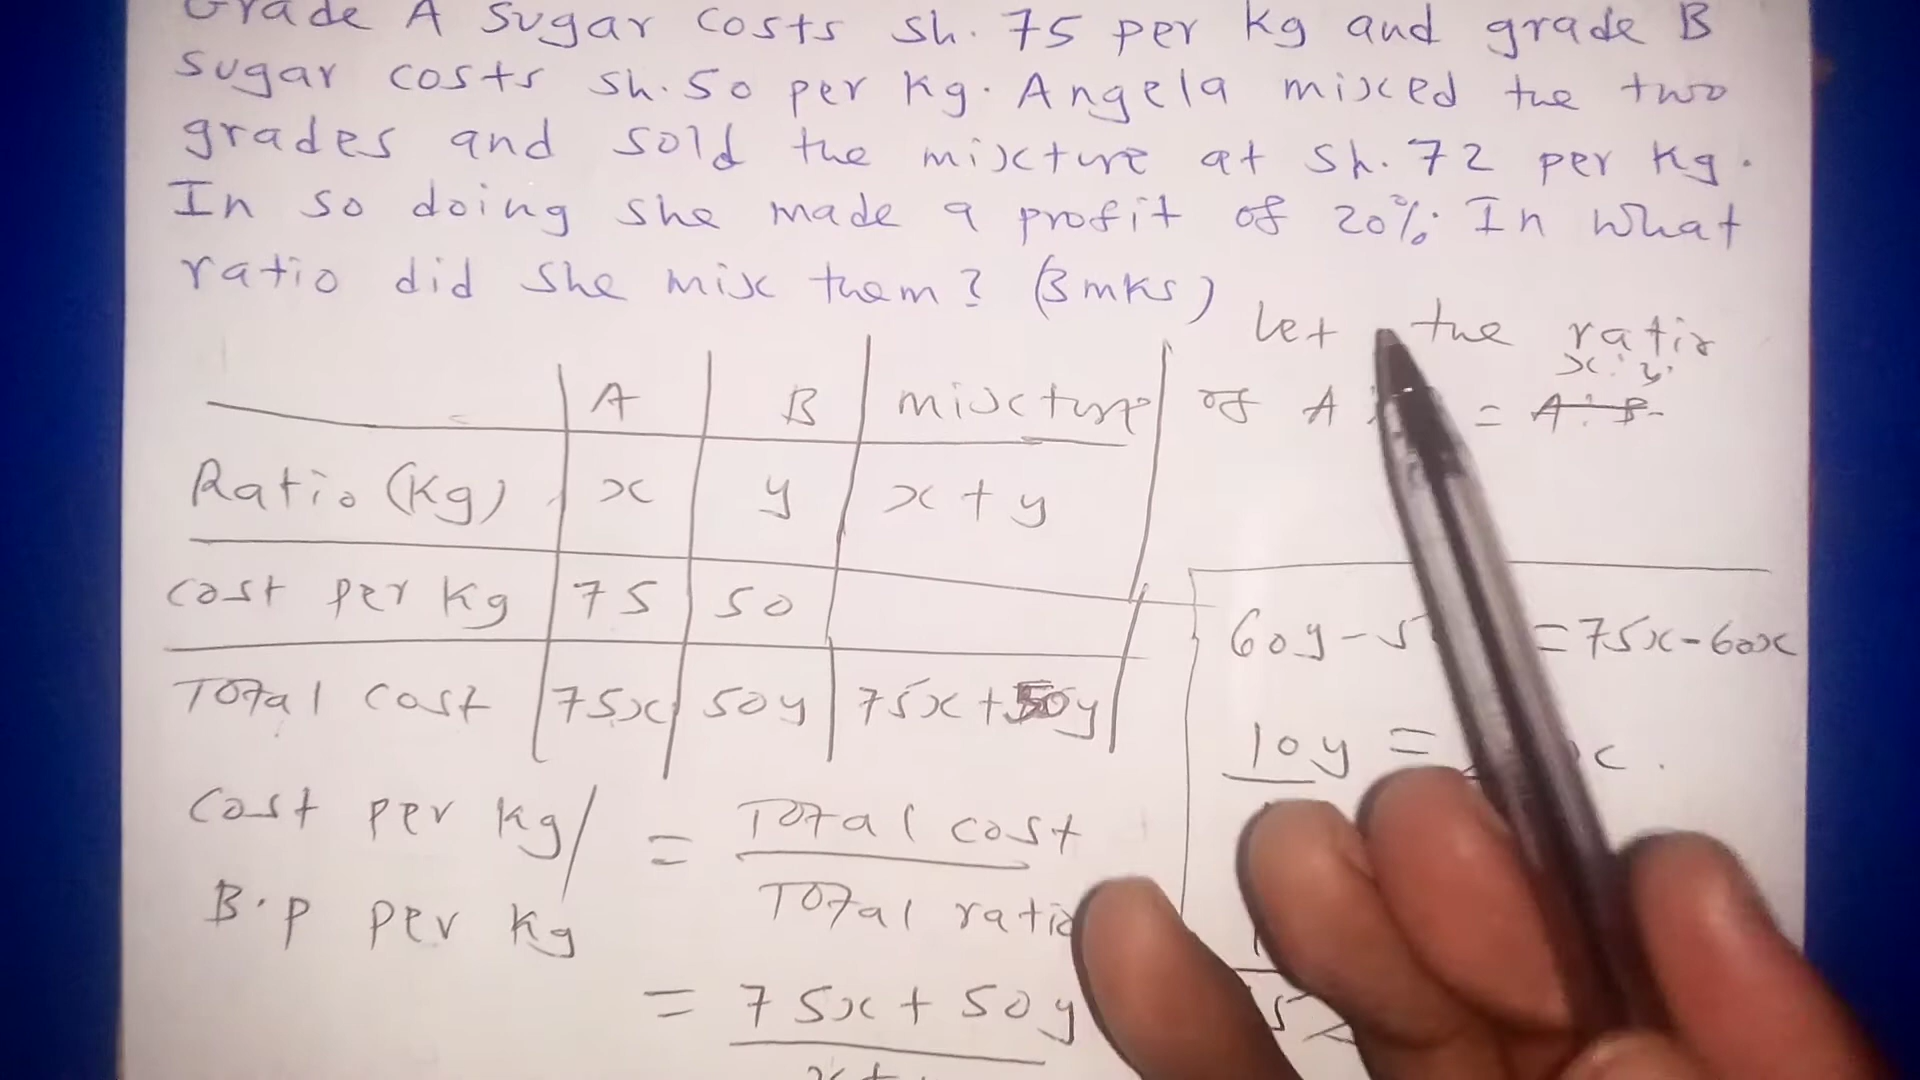 Grade A sugar costs sh. 75 per kg and grade B
sugar costs sh. 50 per kg. Angela mixed the two
grades and sold the mixture at sh. 72 per kg.
In so doing she made a profit of 20%. In what
ratio did she mix them? (3 mks)
Let the ratio
x : y
of A = A : B
A B mixture
Ratio (kg) x y x + y
cost per kg 75 50
Total cost 75x 50y 75x + 50y
60y - 5 = 75x - 60x
10y =
Cost per kg/ = Total cost
B.p per kg Total ratio
= 75x + 50y